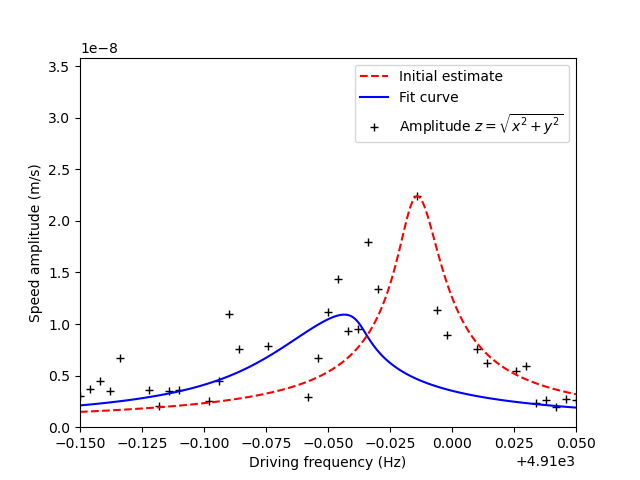 1e−8
3.5
3.0
2.5
2.0
1.5
1.0
0.5
0.0
Speed amplitude (m/s)
Initial estimate
Fit curve
Amplitude z = √x² + y²
−0.150 −0.125 −0.100 −0.075 −0.050 −0.025 0.000 0.025 0.050
Driving frequency (Hz)
+4.91e3